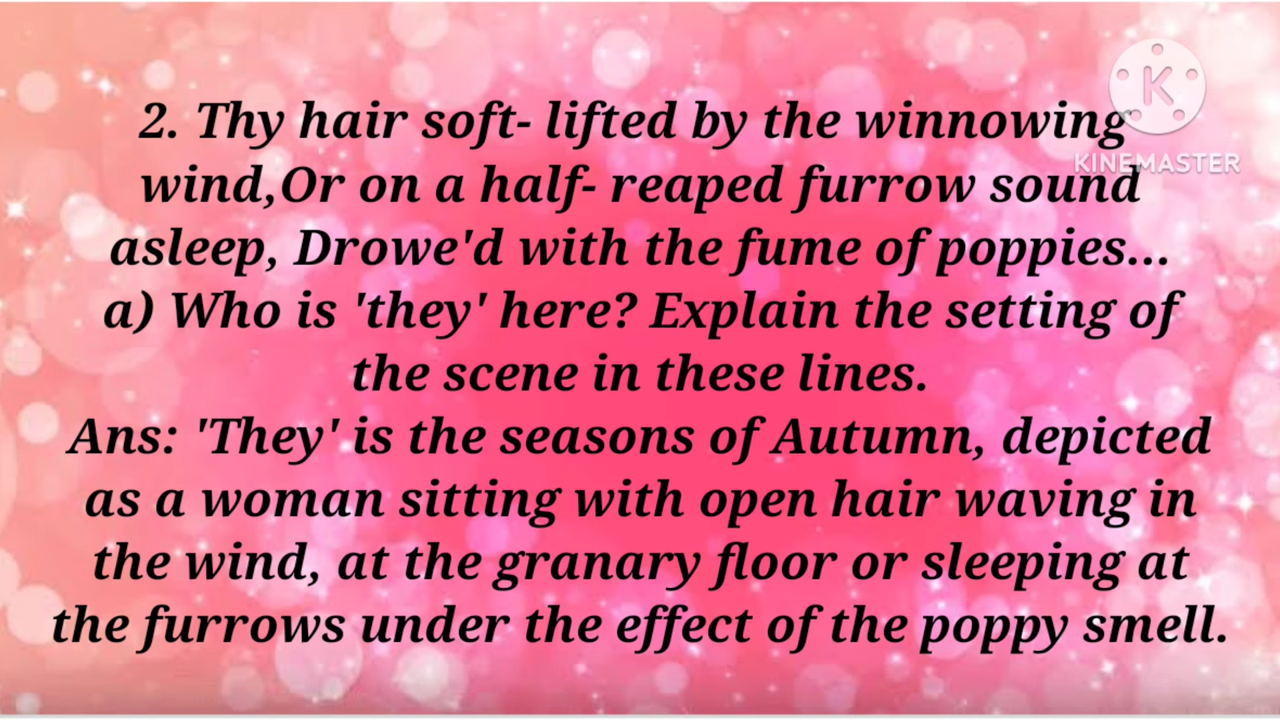 2. Thy hair soft- lifted by the winnowing
wind,Or on a half- reaped furrow sound
asleep, Drowe'd with the fume of poppies...
a) Who is 'they' here? Explain the setting of
the scene in these lines.
Ans: 'They' is the seasons of Autumn, depicted
as a woman sitting with open hair waving in
the wind, at the granary floor or sleeping at
the furrows under the effect of the poppy smell.
K
KINEMASTER